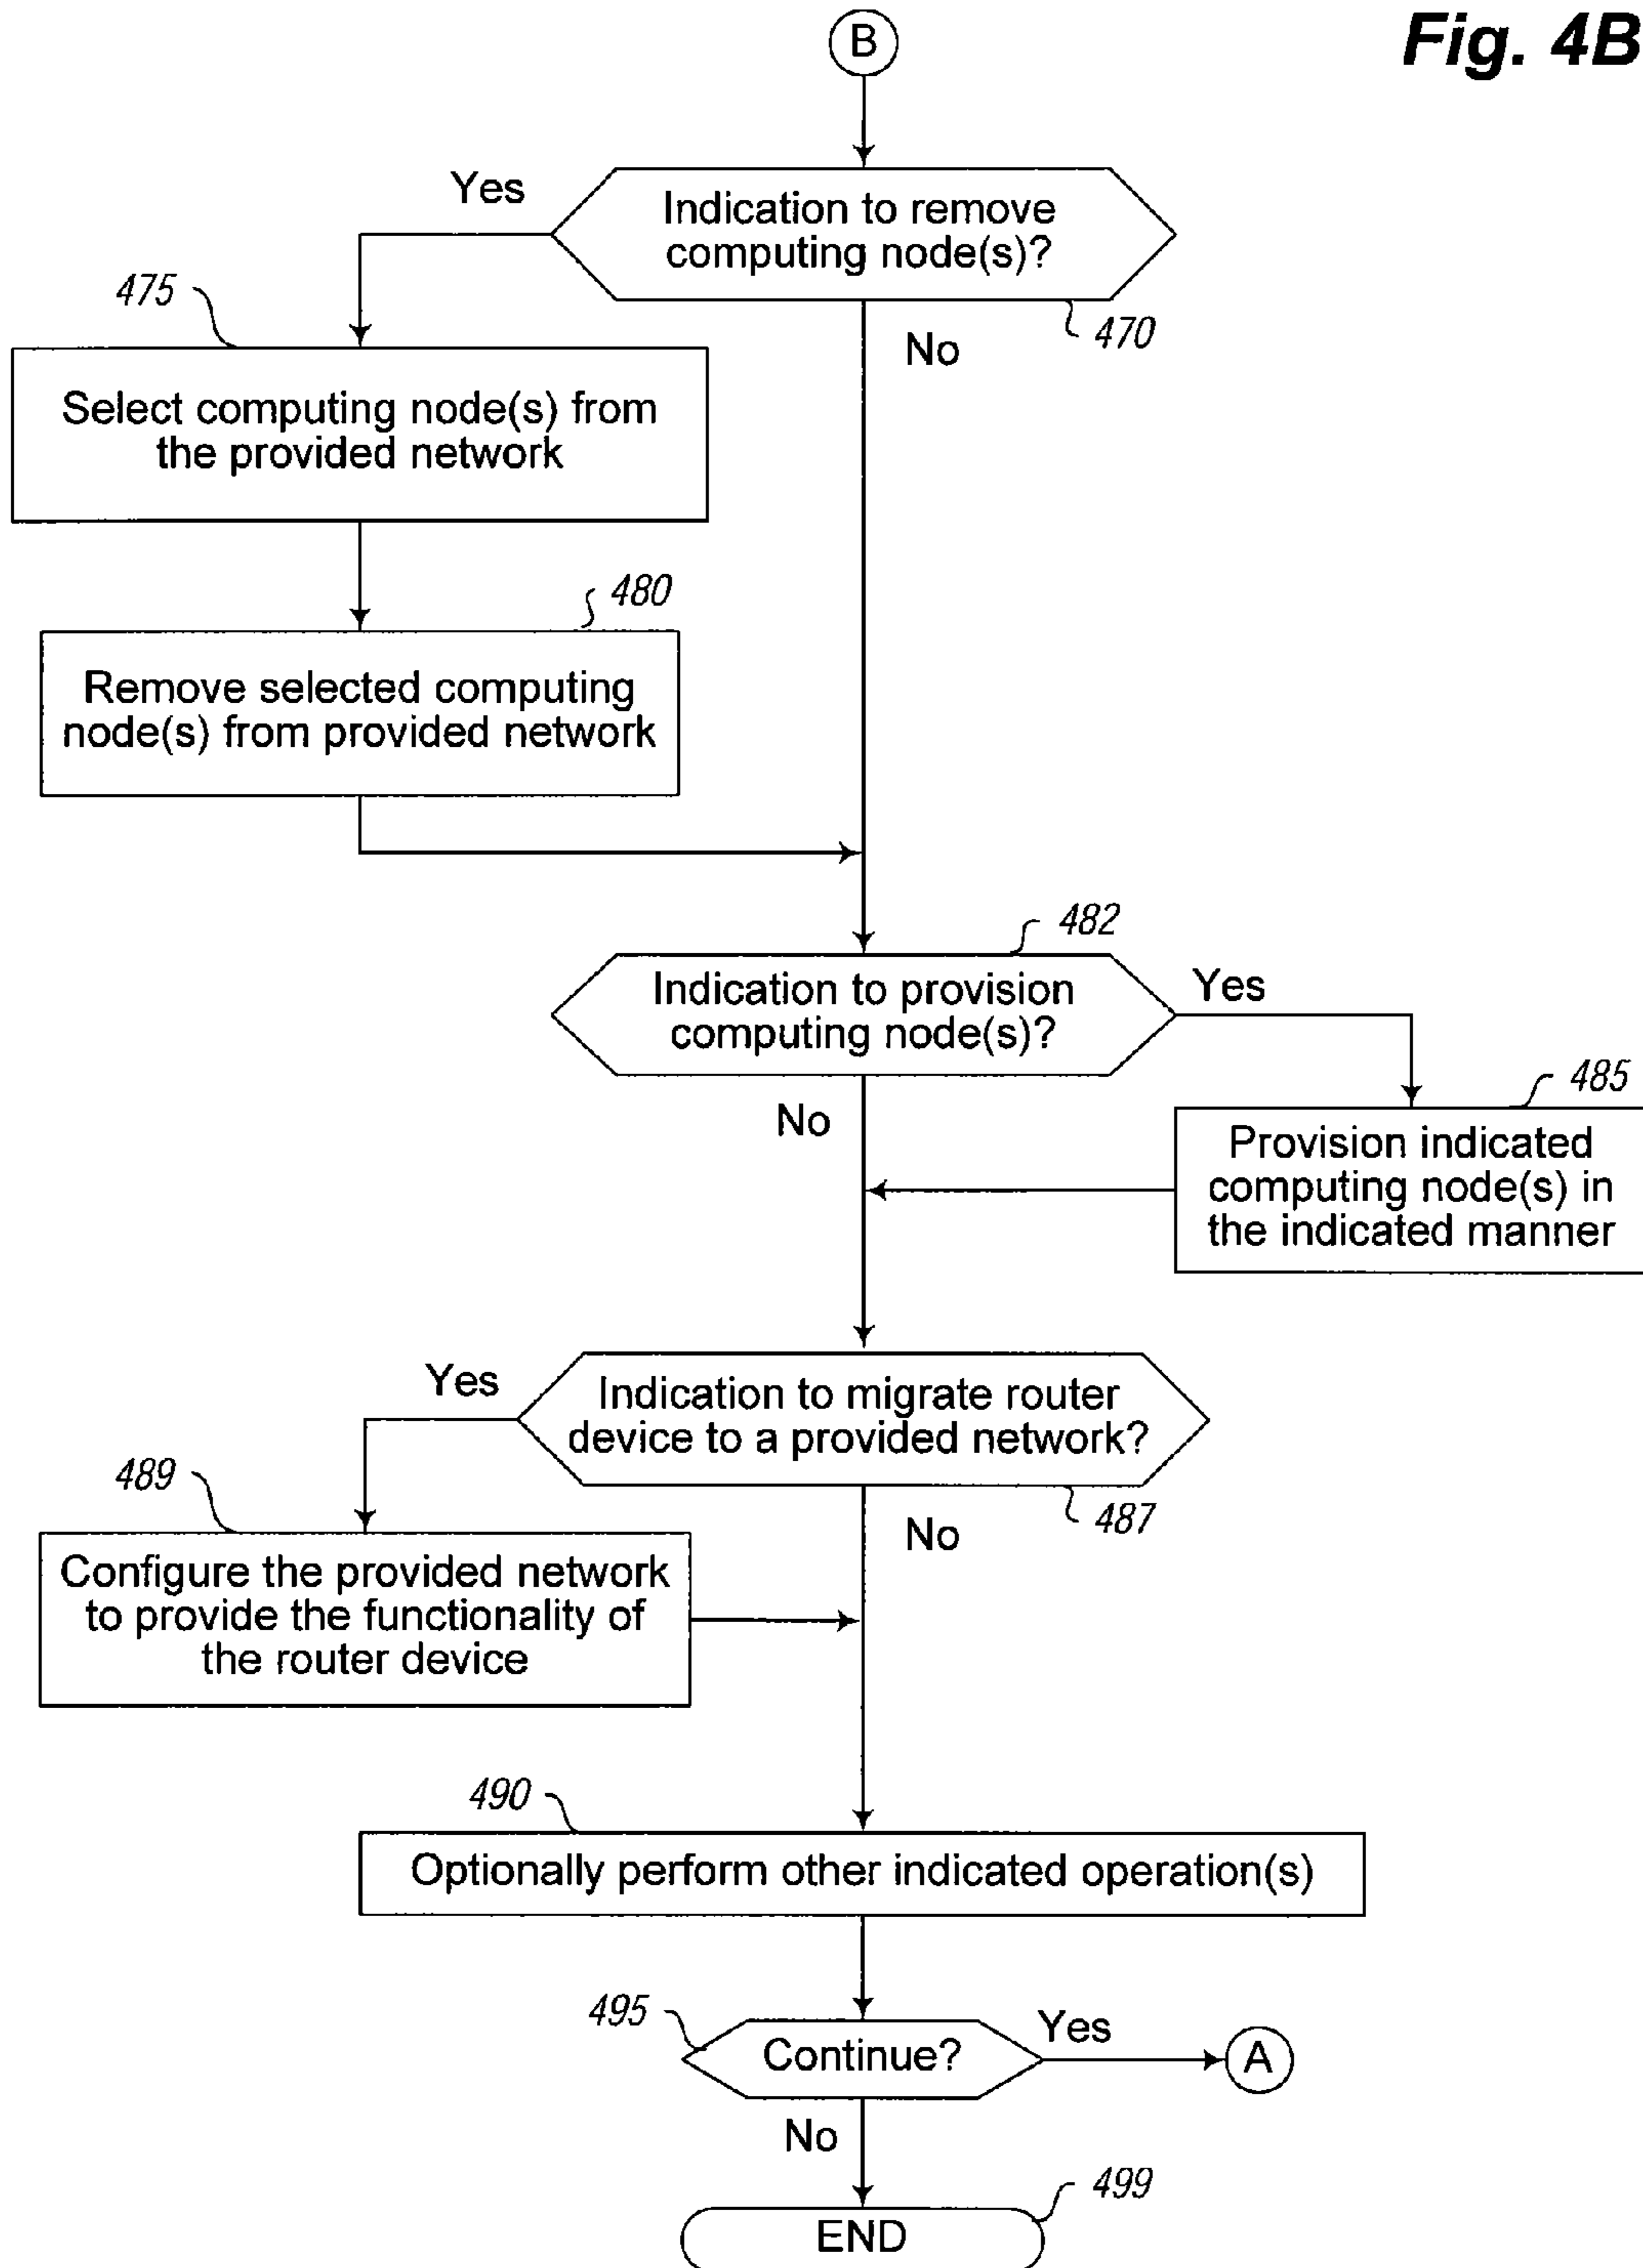 Fig. 4B
B
Yes
Indication to remove
computing node(s)?
470
No
475
Select computing node(s) from
the provided network
480
Remove selected computing
node(s) from provided network
482
Indication to provision
computing node(s)?
Yes
No
485
Provision indicated
computing node(s) in
the indicated manner
Yes
Indication to migrate router
device to a provided network?
487
No
489
Configure the provided network
to provide the functionality of
the router device
490
Optionally perform other indicated operation(s)
495
Continue?
Yes
A
No
499
END